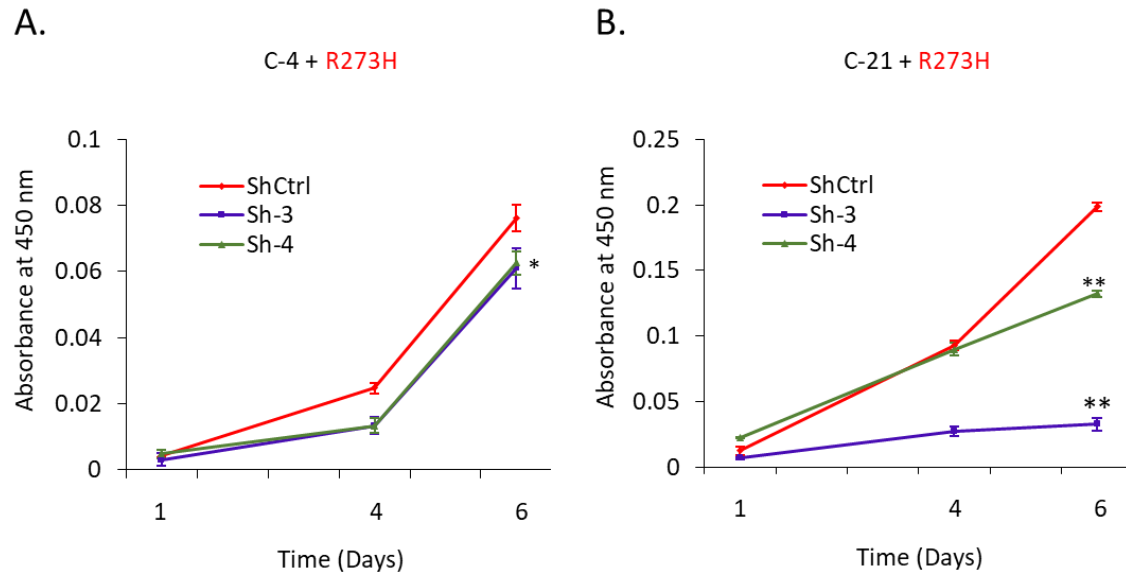 A.
C-4 + R273H
Absorbance at 450 nm
0.1
0.08
0.06
0.04
0.02
0
ShCtrl
Sh-3
Sh-4
*
1 4 6
Time (Days)
B.
C-21 + R273H
Absorbance at 450 nm
0.25
0.2
0.15
0.1
0.05
0
ShCtrl
Sh-3
Sh-4
**
**
1 4 6
Time (Days)